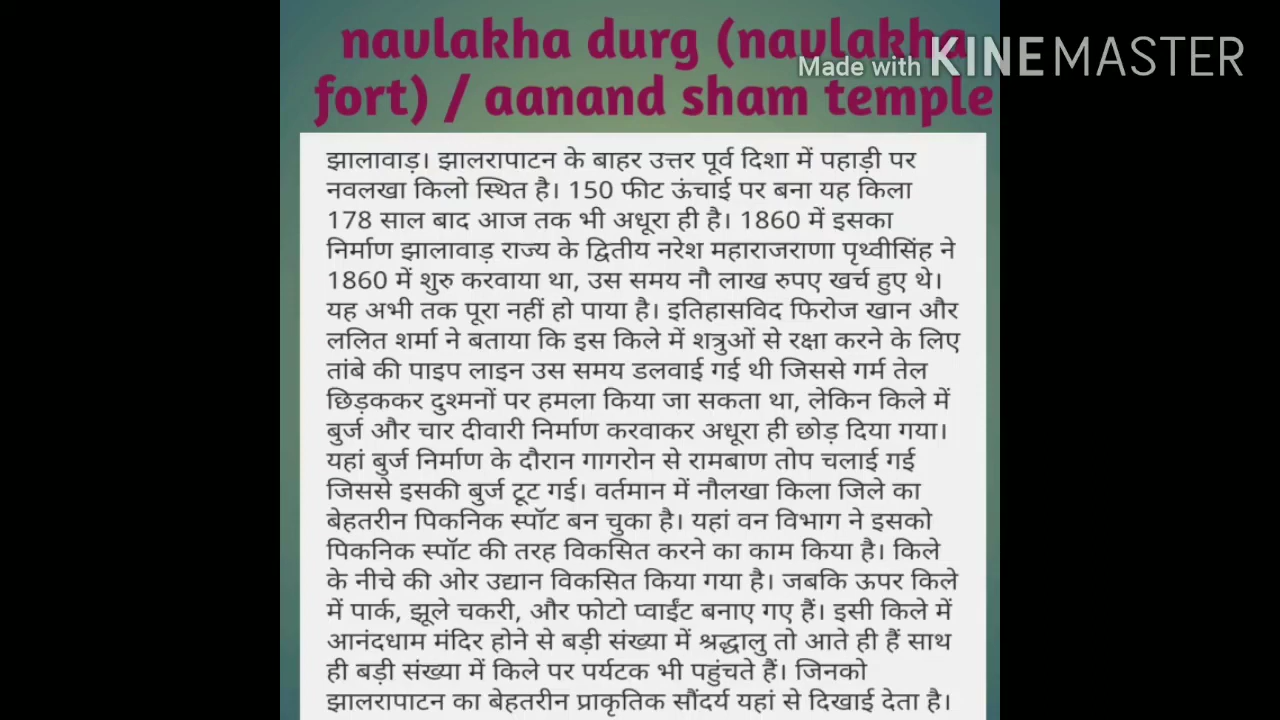 navlakha durg (navlakha
fort) / aanand sham temple
Made with KINEMASTER
झालावाड़। झालरापाटन के बाहर उत्तर पूर्व दिशा में पहाड़ी पर
नवलखा किलो स्थित है। 150 फीट ऊंचाई पर बना यह किला
178 साल बाद आज तक भी अधूरा ही है। 1860 में इसका
निर्माण झालावाड़ राज्य के द्वितीय नरेश महाराजराणा पृथ्वीसिंह ने
1860 में शुरु करवाया था, उस समय नौ लाख रुपए खर्च हुए थे।
यह अभी तक पूरा नहीं हो पाया है। इतिहासविद फिरोज खान और
ललित शर्मा ने बताया कि इस किले में शत्रुओं से रक्षा करने के लिए
तांबे की पाइप लाइन उस समय डलवाई गई थी जिससे गर्म तेल
छिड़ककर दुश्मनों पर हमला किया जा सकता था, लेकिन किले में
बुर्ज और चार दीवारी निर्माण करवाकर अधूरा ही छोड़ दिया गया।
यहां बुर्ज निर्माण के दौरान गागरोन से रामबाण तोप चलाई गई
जिससे इसकी बुर्ज टूट गई। वर्तमान में नौलखा किला जिले का
बेहतरीन पिकनिक स्पॉट बन चुका है। यहां वन विभाग ने इसको
पिकनिक स्पॉट की तरह विकसित करने का काम किया है। किले
के नीचे की ओर उद्यान विकसित किया गया है। जबकि ऊपर किले
में पार्क, झूले चकरी, और फोटो प्वाईंट बनाए गए हैं। इसी किले में
आनंदधाम मंदिर होने से बड़ी संख्या में श्रद्धालु तो आते ही हैं साथ
ही बड़ी संख्या में किले पर पर्यटक भी पहुंचते हैं। जिनको
झालरापाटन का बेहतरीन प्राकृतिक सौंदर्य यहां से दिखाई देता है।